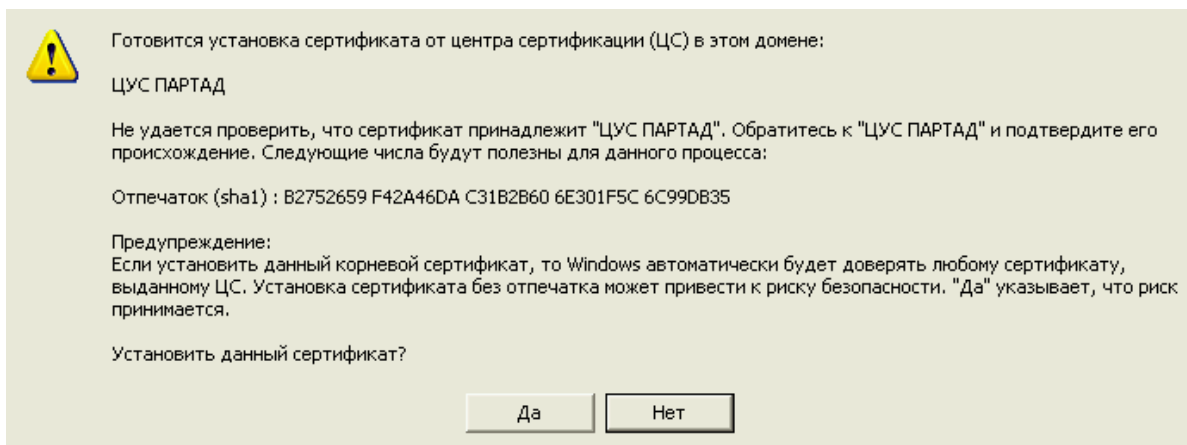 Готовится установка сертификата от центра сертификации (ЦС) в этом домене:
ЦУС ПАРТАД
Не удается проверить, что сертификат принадлежит "ЦУС ПАРТАД". Обратитесь к "ЦУС ПАРТАД" и подтвердите его
происхождение. Следующие числа будут полезны для данного процесса:
Отпечаток (sha1) : B2752659 F42A46DA C31B2B60 6E301F5C 6C99DB35
Предупреждение:
Если установить данный корневой сертификат, то Windows автоматически будет доверять любому сертификату,
выданному ЦС. Установка сертификата без отпечатка может привести к риску безопасности. "Да" указывает, что риск
принимается.
Установить данный сертификат?
Да
Нет